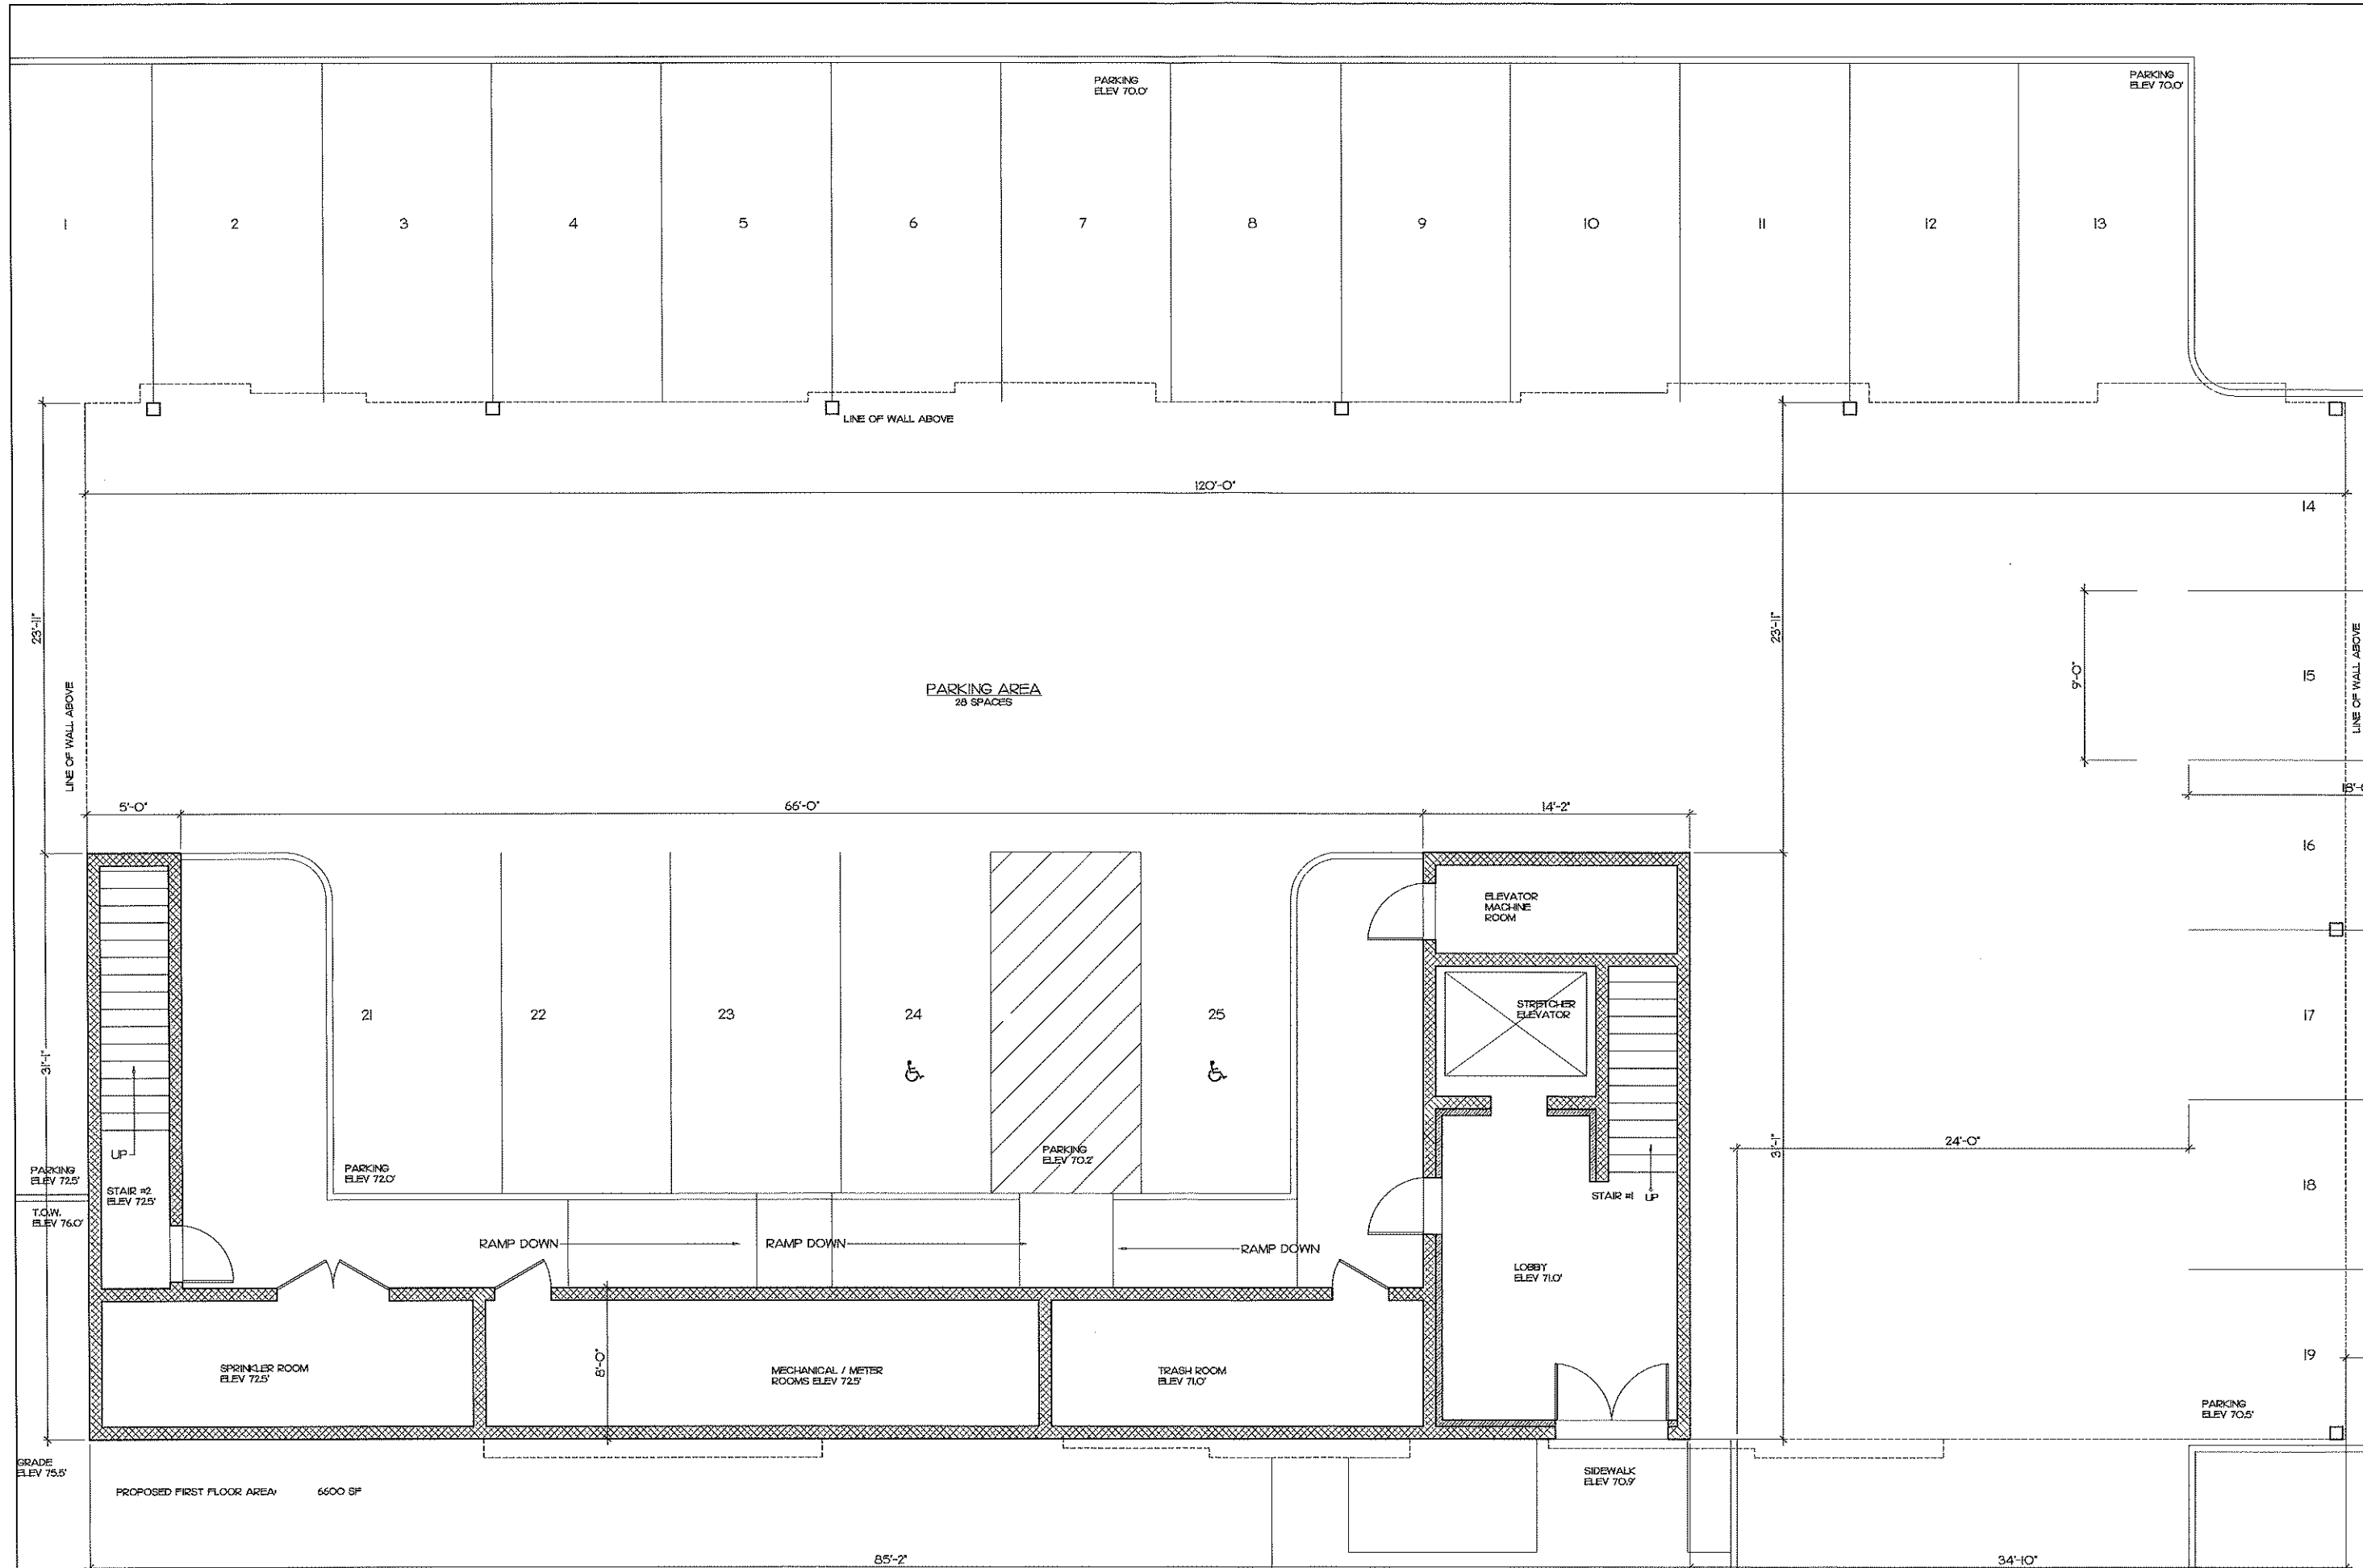 PARKING
ELEV 70.0'
PARKING
ELEV 70.0'
1
2
3
4
5
6
7
8
9
10
11
12
13
LINE OF WALL ABOVE
120'-0"
14
23'-11"
23'-11"
9'-0"
15
LINE OF WALL ABOVE
LINE OF WALL ABOVE
PARKING AREA
28 SPACES
5'-0"
66'-0"
14'-2"
16
ELEVATOR
MACHINE
ROOM
STRETCHER
ELEVATOR
21
22
23
24
25
17
31'-1"
31'-1"
UP
PARKING
ELEV 72.5'
STAIR #2
ELEV 72.5'
T.O.W.
ELEV 76.0'
PARKING
ELEV 72.0'
PARKING
ELEV 70.2'
24'-0"
STAIR #1
UP
18
RAMP DOWN
RAMP DOWN
RAMP DOWN
LOBBY
ELEV 71.0'
SPRINKLER ROOM
ELEV 72.5'
8'-0"
MECHANICAL / METER
ROOMS ELEV 72.5'
TRASH ROOM
ELEV 71.0'
19
PARKING
ELEV 70.5'
GRADE
ELEV 75.5'
SIDEWALK
ELEV 70.9'
PROPOSED FIRST FLOOR AREA: 6600 SF
85'-2"
34'-10"